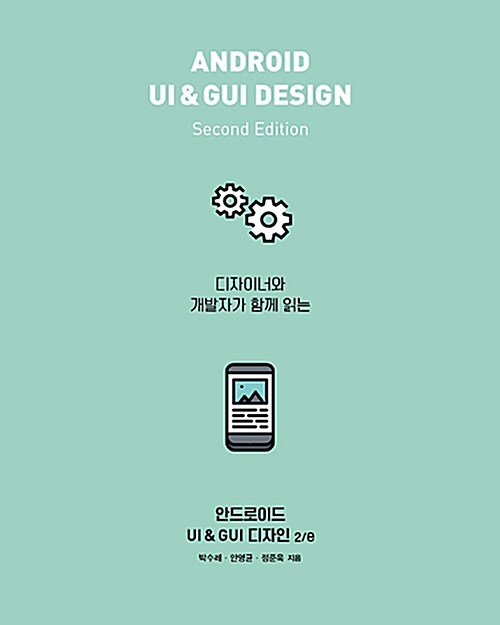 ANDROID
UI & GUI DESIGN
Second Edition
디자이너와
개발자가 함께 읽는
안드로이드
UI & GUI 디자인 2/e
박수레 · 안영균 · 정준욱 지음